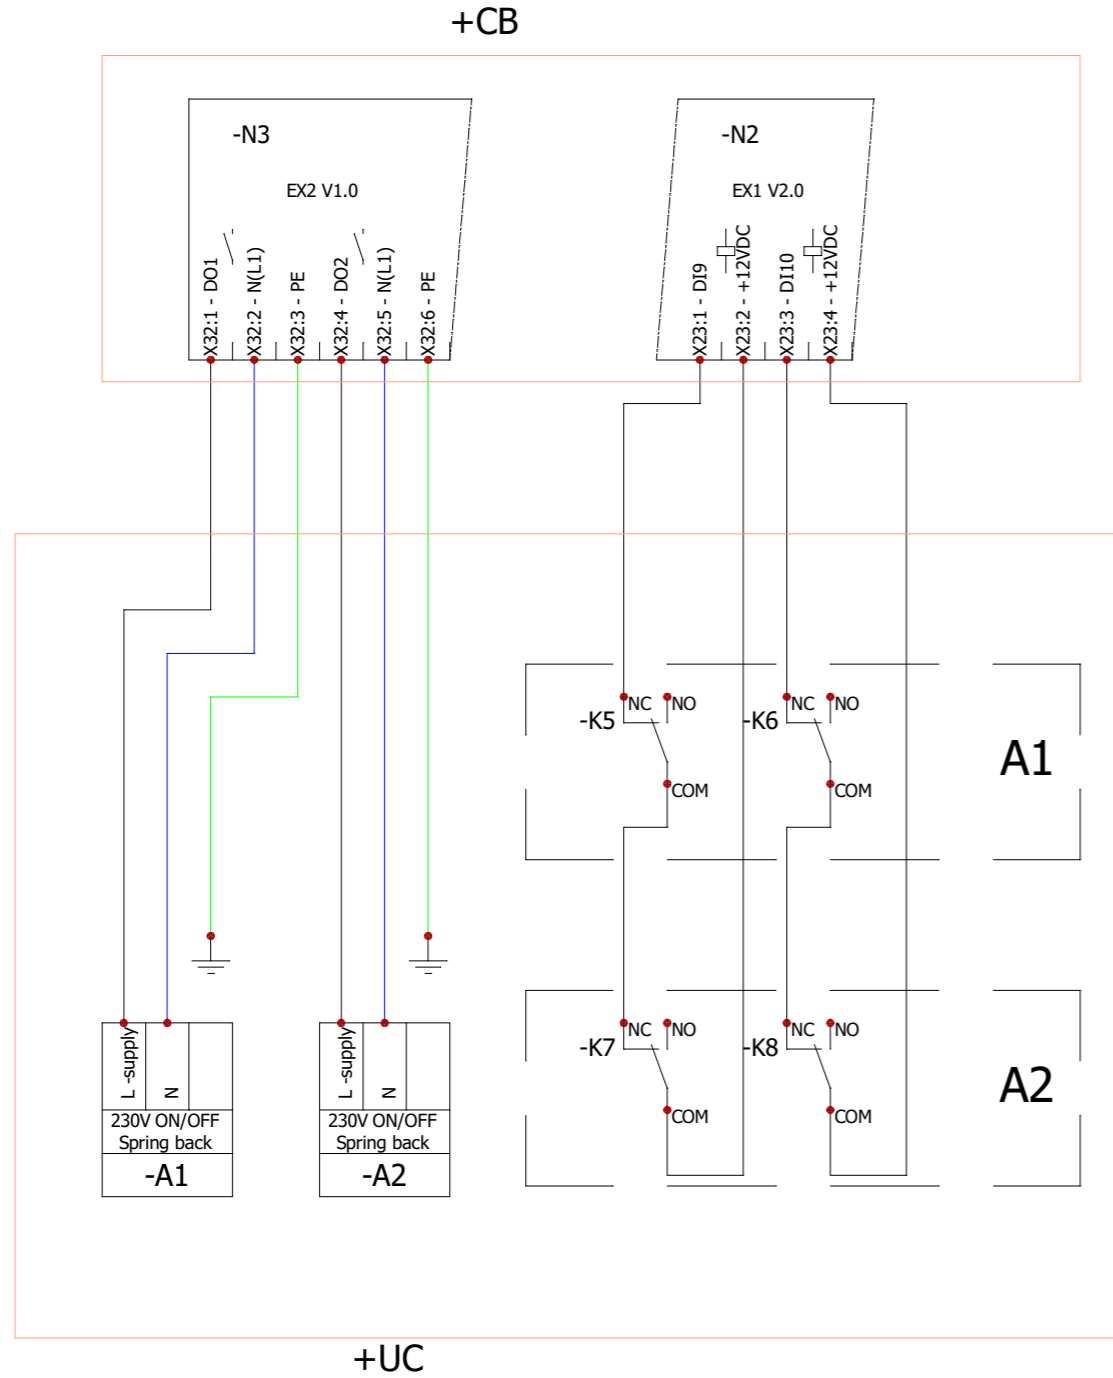 +CB
-N3
-N2
EX2 V1.0
EX1 V2.0
X32:1 - DO1
X32:2 - N(L1)
X32:3 - PE
X32:4 - DO2
X32:5 - N(L1)
X32:6 - PE
X23:1 - DI9
X23:2 - +12VDC
X23:3 - DI10
X23:4 - +12VDC
-K5
NC
NO
COM
-K6
NC
NO
COM
A1
-K7
NC
NO
COM
-K8
NC
NO
COM
A2
L -supply
N
230V ON/OFF
Spring back
-A1
L -supply
N
230V ON/OFF
Spring back
-A2
+UC